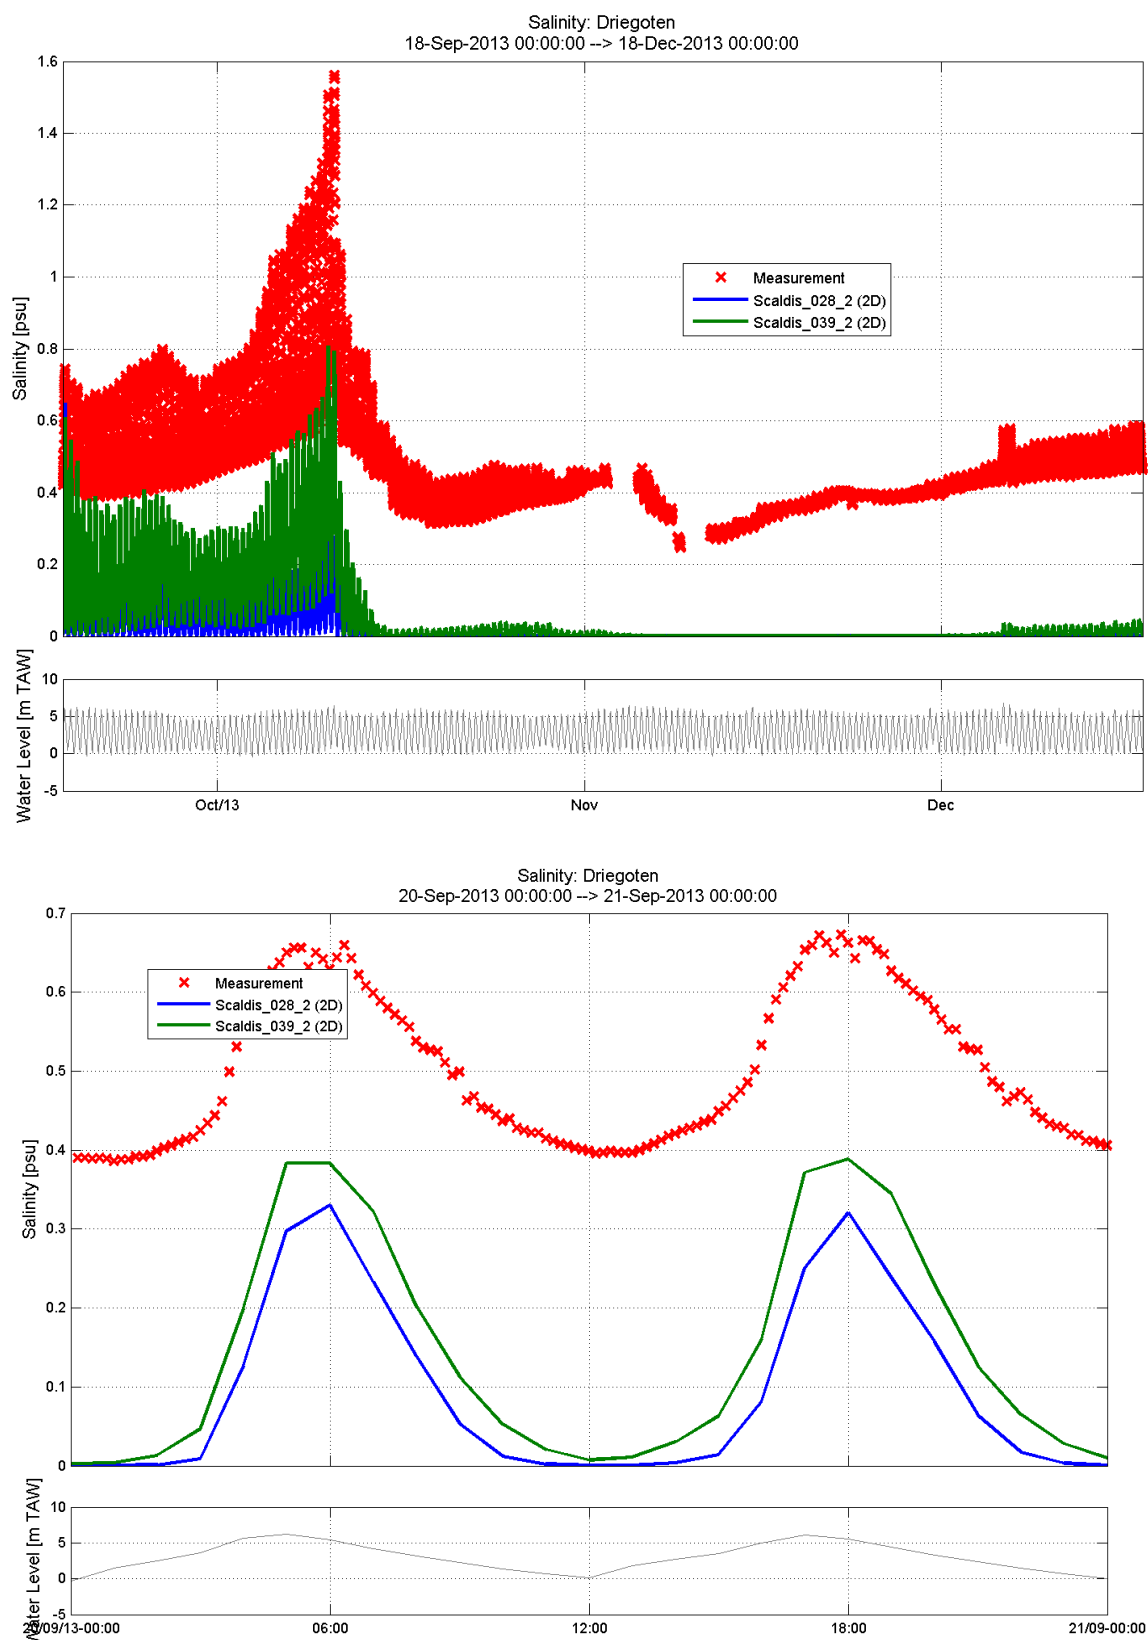 Salinity: Driegoten
18-Sep-2013 00:00:00 --> 18-Dec-2013 00:00:00
1.6
1.4
1.2
1
0.8
0.6
0.4
0.2
0
Salinity [psu]
Measurement
Scaldis_028_2 (2D)
Scaldis_039_2 (2D)
10
5
0
-5
Water Level [m TAW]
Oct/13 Nov Dec
Salinity: Driegoten
20-Sep-2013 00:00:00 --> 21-Sep-2013 00:00:00
0.7
0.6
0.5
0.4
0.3
0.2
0.1
0
Salinity [psu]
Measurement
Scaldis_028_2 (2D)
Scaldis_039_2 (2D)
10
5
0
-5
Water Level [m TAW]
20/09/13-00:00 06:00 12:00 18:00 21/09-00:00